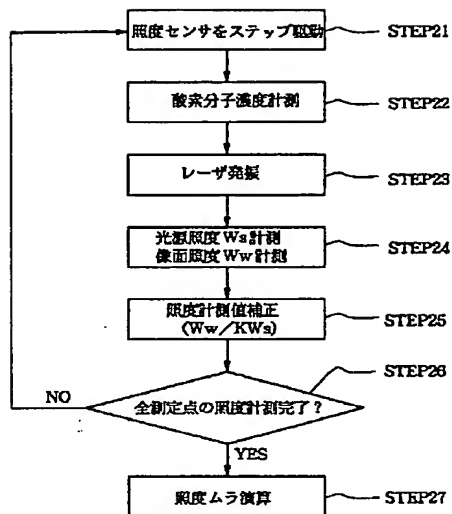 照度センサをステップ駆動 STEP21
酸素分子濃度計測 STEP22
レーザ発振 STEP23
光源照度Ws計測
像面照度Ww計測 STEP24
照度計測値補正
(Ww/KWs) STEP25
STEP26
NO 全測定点の照度計測完了？
YES
照度ムラ演算 STEP27